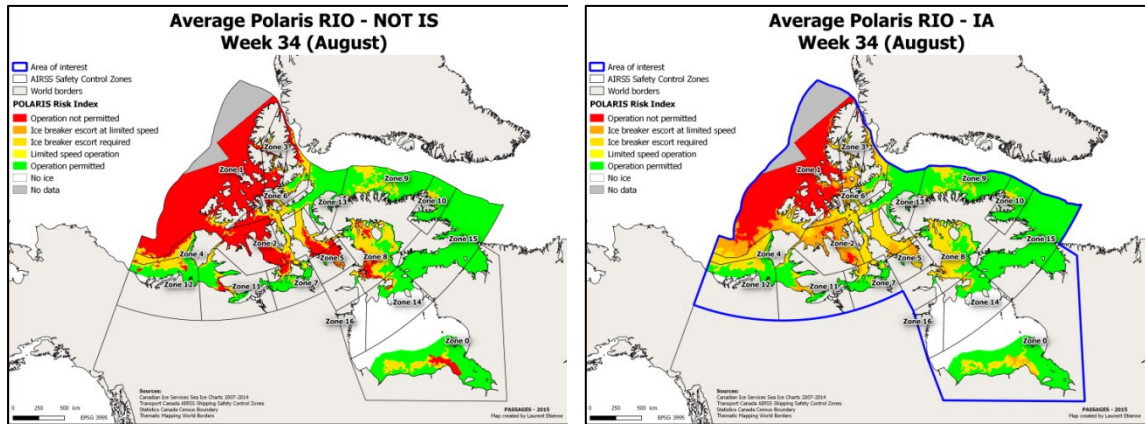 Average Polaris RIO - NOT IS
Week 34 (August)
Area of interest
AIRSS Safety Control Zones
World borders
POLARIS Risk Index
Operation not permitted
Ice breaker escort at limited speed
Ice breaker escort required
Limited speed operation
Operation permitted
No ice
No data
Zone 3
Zone 1
Zone 9
Zone 6
Zone 10
Zone 13
Zone 2
Zone 15
Zone 4
Zone 5
Zone 8
Zone 12
Zone 11
Zone 7
Zone 14
Zone 16
Zone 0
Sources:
Canadian Ice Services Sea Ice Charts 2007-2014
Transport Canada AIRSS Shipping Safety Control Zones
Statistics Canada Census Boundary
Thematic Mapping World Borders
0 250 500 km
EPSG 3995
PASSAGES - 2015
Map created by Laurent Etienne
Average Polaris RIO - IA
Week 34 (August)
Area of interest
AIRSS Safety Control Zones
World borders
POLARIS Risk Index
Operation not permitted
Ice breaker escort at limited speed
Ice breaker escort required
Limited speed operation
Operation permitted
No ice
No data
Zone 3
Zone 1
Zone 9
Zone 6
Zone 10
Zone 13
Zone 2
Zone 15
Zone 4
Zone 5
Zone 8
Zone 12
Zone 11
Zone 7
Zone 14
Zone 16
Zone 0
Sources:
Canadian Ice Services Sea Ice Charts 2007-2014
Transport Canada AIRSS Shipping Safety Control Zones
Statistics Canada Census Boundary
Thematic Mapping World Borders
0 250 500 km
EPSG 3995
PASSAGES - 2015
Map created by Laurent Etienne